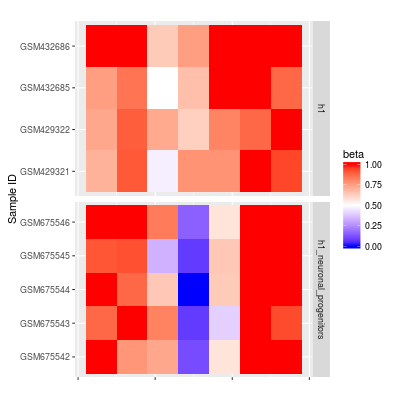 GSM432686
GSM432685
GSM429322
GSM429321
h1
GSM675546
GSM675545
GSM675544
GSM675543
GSM675542
h1_neuronal_progenitors
Sample ID
beta
1.00
0.75
0.50
0.25
0.00